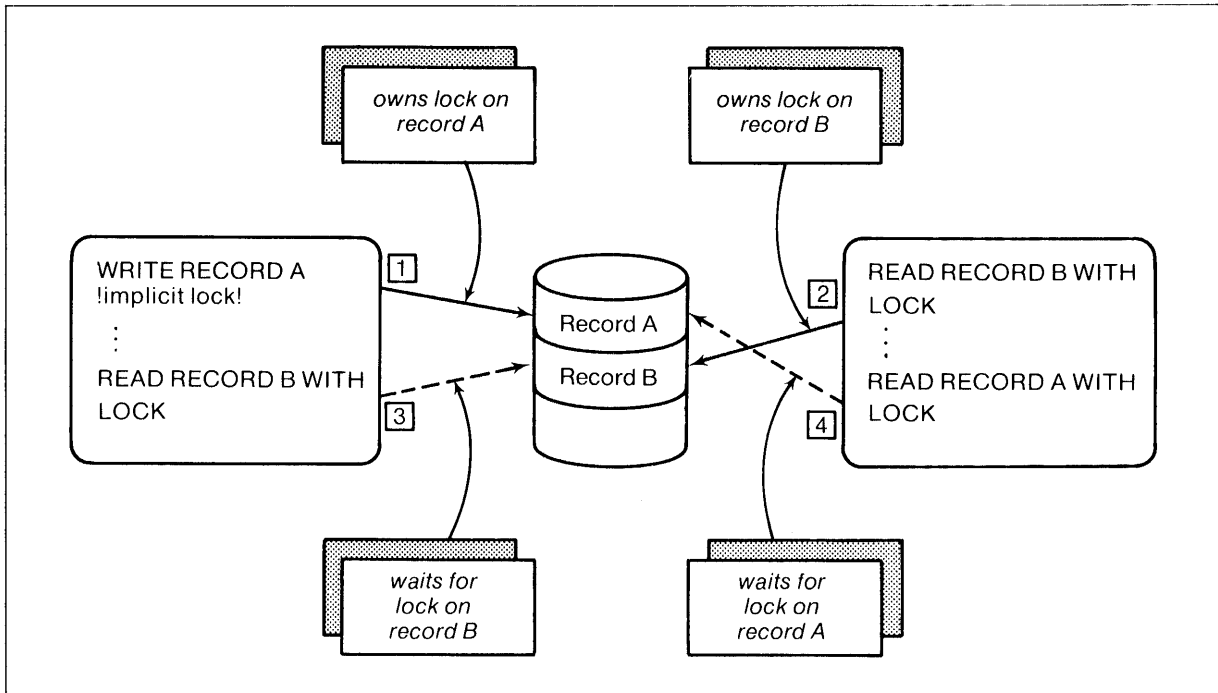 owns lock on
record A
owns lock on
record B
WRITE RECORD A
!implicit lock!
⋮
READ RECORD B WITH
LOCK
1
3
Record A
Record B
2
4
READ RECORD B WITH
LOCK
⋮
READ RECORD A WITH
LOCK
waits for
lock on
record B
waits for
lock on
record A